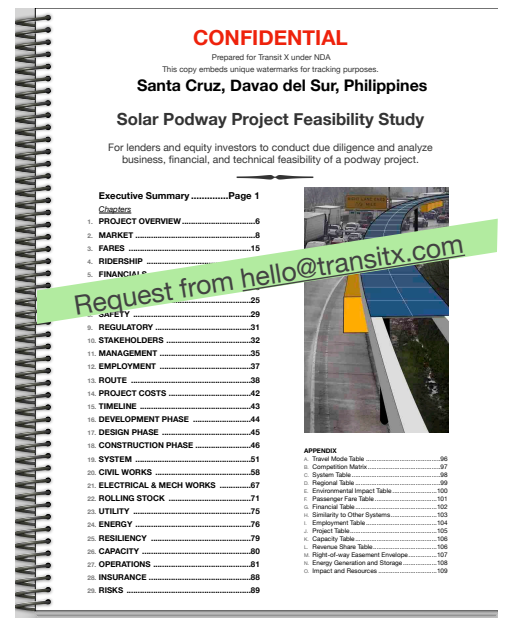 CONFIDENTIAL
Prepared for Transit X under NDA
This copy embeds unique watermarks for tracking purposes.
Santa Cruz, Davao del Sur, Philippines
Solar Podway Project Feasibility Study
For lenders and equity investors to conduct due diligence and analyze
business, financial, and technical feasibility of a podway project.
Executive Summary ..............Page 1
Chapters
1. PROJECT OVERVIEW ..................................6
2. MARKET ..................................8
3. FARES ..................................15
4. RIDERSHIP
5. FINANCIALS
Request from hello@transitx.com
25
8. SAFETY ..................................29
9. REGULATORY ..................................31
10. STAKEHOLDERS ..................................32
11. MANAGEMENT ..................................35
12. EMPLOYMENT ..................................37
13. ROUTE ..................................38
14. PROJECT COSTS ..................................42
15. TIMELINE ..................................43
16. DEVELOPMENT PHASE ..................................44
17. DESIGN PHASE ..................................45
18. CONSTRUCTION PHASE ..................................46
19. SYSTEM ..................................51
20. CIVIL WORKS ..................................58
21. ELECTRICAL & MECH WORKS ............67
22. ROLLING STOCK ..................................71
23. UTILITY ..................................75
24. ENERGY ..................................76
25. RESILIENCY ..................................79
26. CAPACITY ..................................80
27. OPERATIONS ..................................81
28. INSURANCE ..................................88
29. RISKS ..................................89
APPENDIX
A. Travel Mode Table ..................................96
B. Competition Matrix ..................................97
C. System Table ..................................98
D. Regional Table ..................................99
E. Environmental Impact Table ......................100
F. Passenger Fare Table ..............................101
G. Financial Table ..................................102
H. Similarity to Other Systems ......................103
I. Employment Table ..................................104
J. Project Table ..................................105
K. Capacity Table ..................................106
L. Revenue Share Table ..............................106
M. Right-of-way Easement Envelope ..............107
N. Energy Generation and Storage ..................108
O. Impact and Resources ..............................109